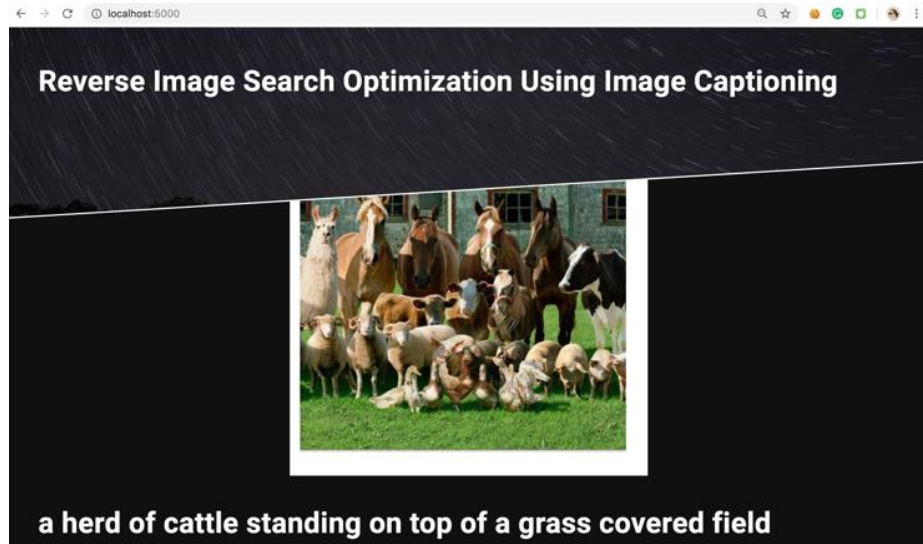 localhost:5000
Reverse Image Search Optimization Using Image Captioning
a herd of cattle standing on top of a grass covered field